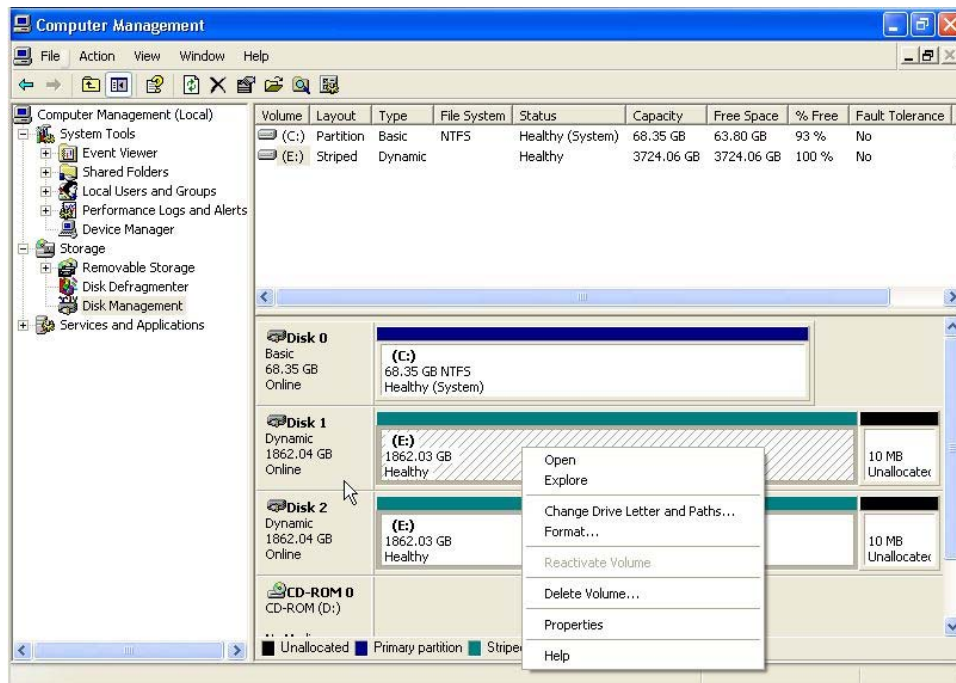 Computer Management
File Action View Window Help
Computer Management (Local)
System Tools
Event Viewer
Shared Folders
Local Users and Groups
Performance Logs and Alerts
Device Manager
Storage
Removable Storage
Disk Defragmenter
Disk Management
Services and Applications
Volume Layout Type File System Status Capacity Free Space % Free Fault Tolerance
(C:) Partition Basic NTFS Healthy (System) 68.35 GB 63.80 GB 93 % No
(E:) Striped Dynamic Healthy 3724.06 GB 3724.06 GB 100 % No
Disk 0
Basic
68.35 GB
Online
(C:)
68.35 GB NTFS
Healthy (System)
Disk 1
Dynamic
1862.04 GB
Online
(E:)
1862.03 GB
Healthy
10 MB
Unallocated
Disk 2
Dynamic
1862.04 GB
Online
(E:)
1862.03 GB
Healthy
10 MB
Unallocated
CD-ROM 0
CD-ROM (D:)
Open
Explore
Change Drive Letter and Paths...
Format...
Reactivate Volume
Delete Volume...
Properties
Help
Unallocated Primary partition